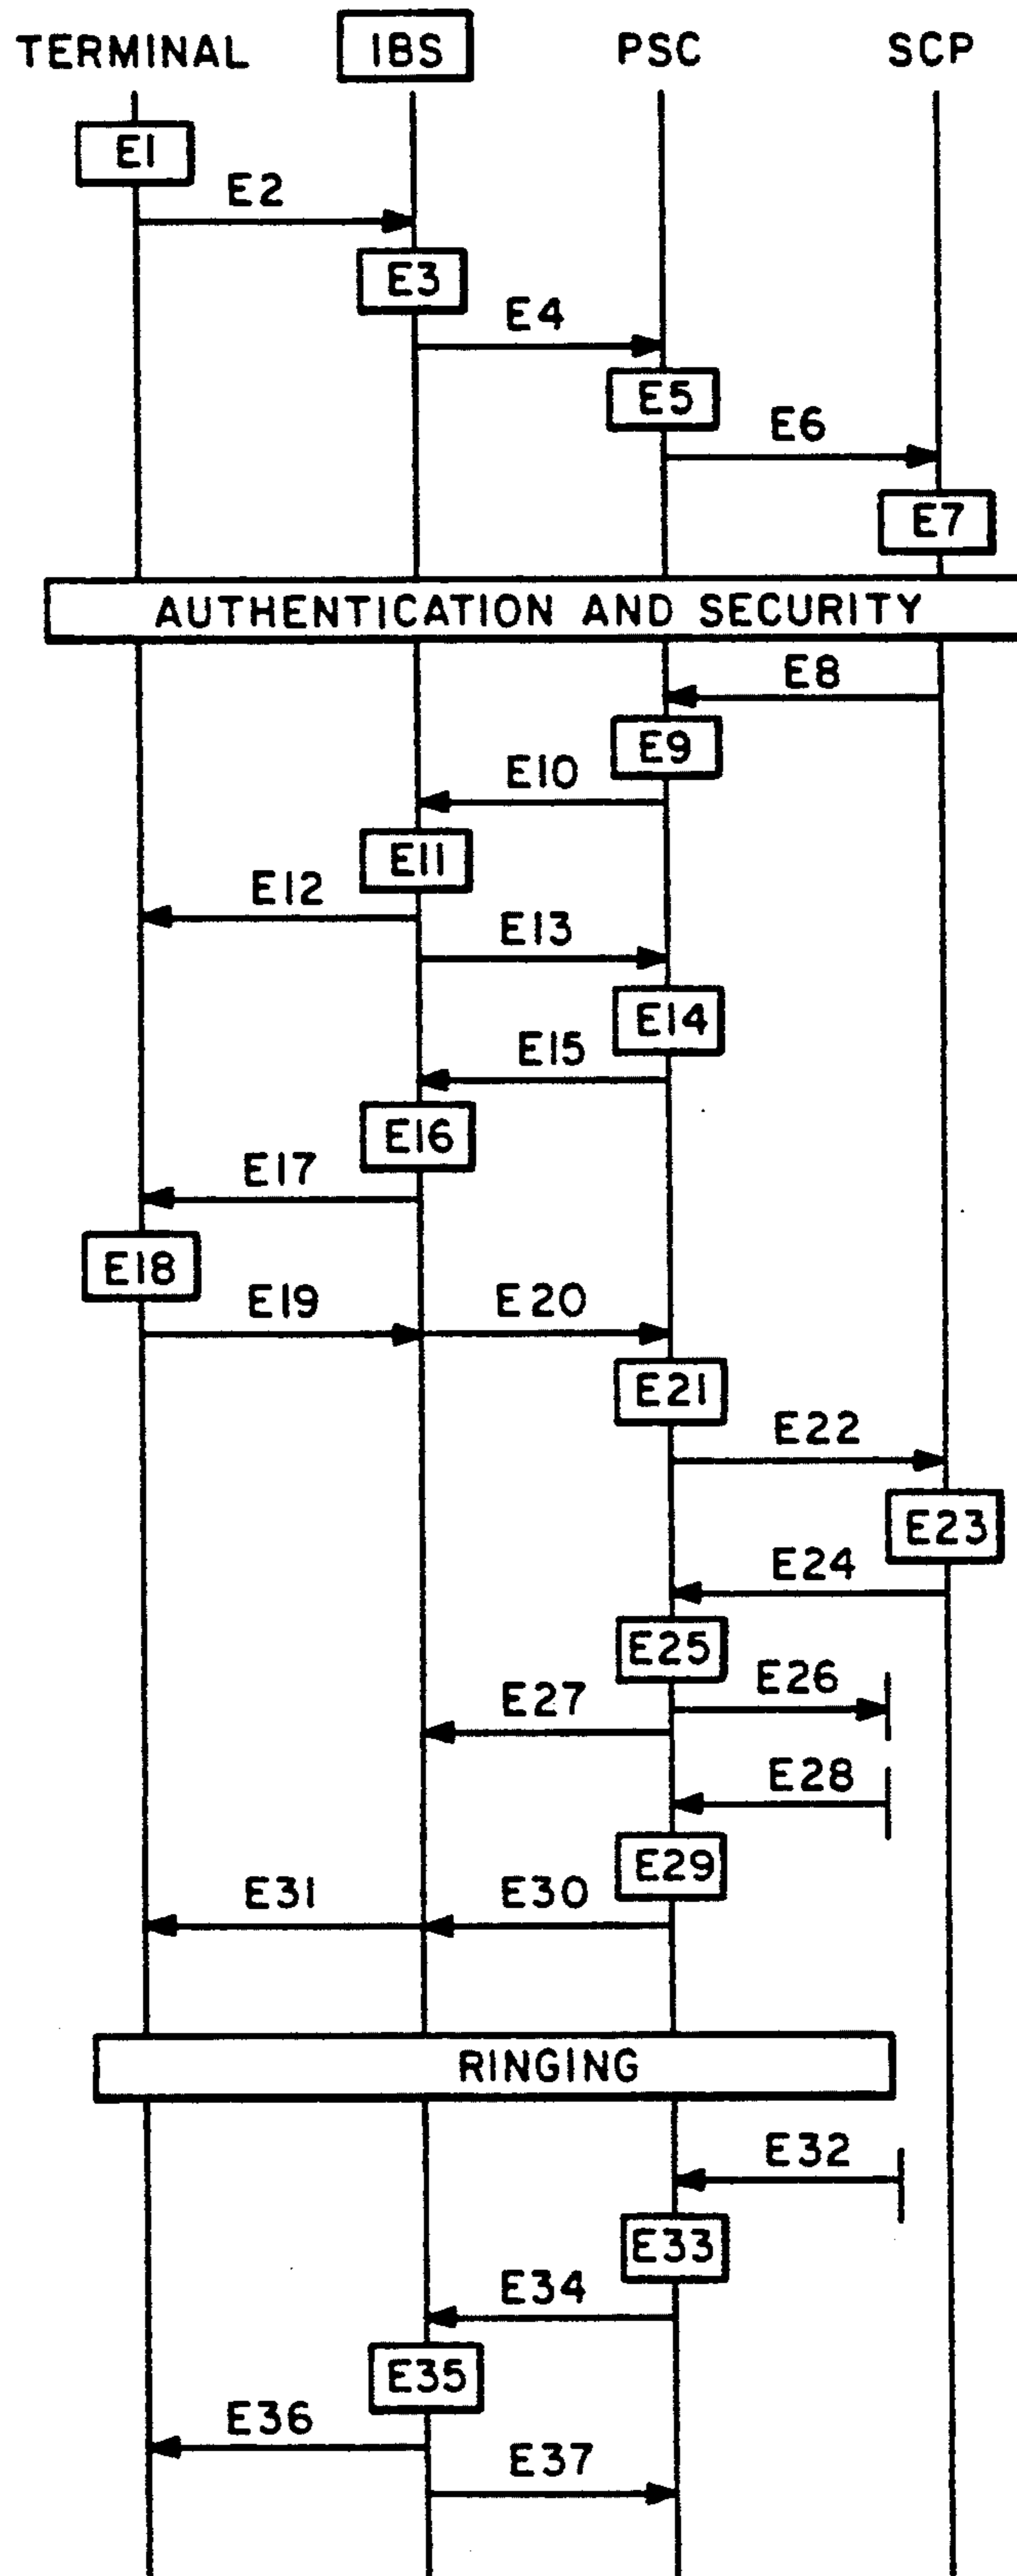 TERMINAL IBS PSC SCP
E1
E2
E3
E4
E5
E6
E7
AUTHENTICATION AND SECURITY
E8
E9
E10
E11
E12
E13
E14
E15
E16
E17
E18
E19 E20
E21
E22
E23
E24
E25
E26
E27
E28
E29
E31 E30
RINGING
E32
E33
E34
E35
E36
E37